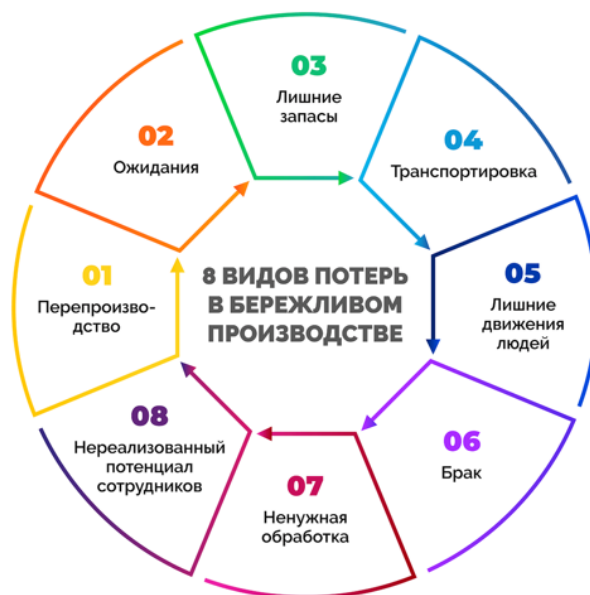 8 ВИДОВ ПОТЕРЬ
В БЕРЕЖЛИВОМ
ПРОИЗВОДСТВЕ
01
Перепроизво-
дство
02
Ожидания
03
Лишние
запасы
04
Транспортировка
05
Лишние
движения
людей
06
Брак
07
Ненужная
обработка
08
Нереализованный
потенциал
сотрудников